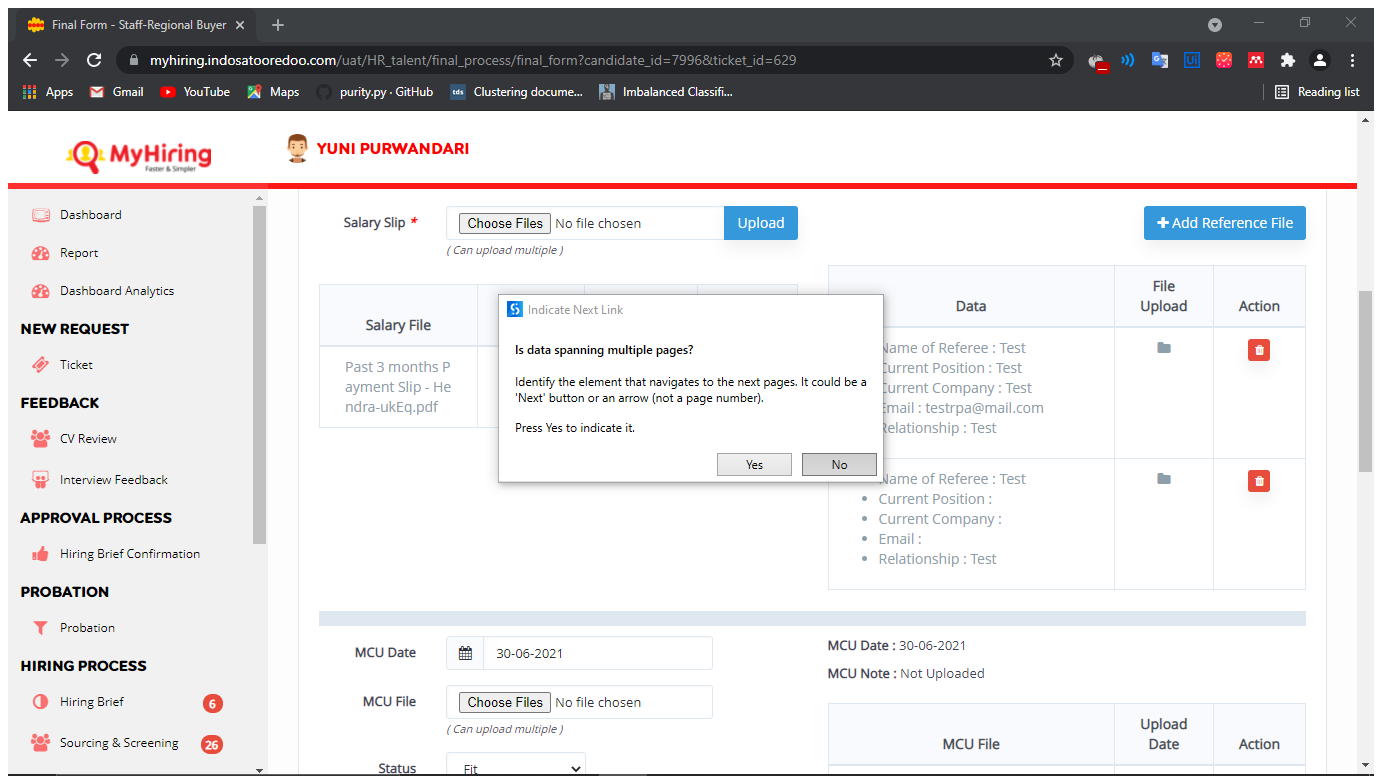 Final Form - Staff-Regional Buyer
myhiring.indosatooredoo.com/uat/HR_talent/final_process/final_form?candidate_id=7996&ticket_id=629
Apps
Gmail
YouTube
Maps
purity.py · GitHub
tds
Clustering docume...
Imbalanced Classifi...
Reading list
MyHiring
Faster & Simpler
YUNI PURWANDARI
Dashboard
Report
Dashboard Analytics
NEW REQUEST
Ticket
FEEDBACK
CV Review
Interview Feedback
APPROVAL PROCESS
Hiring Brief Confirmation
PROBATION
Probation
HIRING PROCESS
Hiring Brief
6
Sourcing & Screening
26
Salary Slip *
Choose Files No file chosen
Upload
( Can upload multiple )
Salary File
Past 3 months P
ayment Slip - He
ndra-ukEq.pdf
Indicate Next Link
Is data spanning multiple pages?
Identify the element that navigates to the next pages. It could be a
'Next' button or an arrow (not a page number).
Press Yes to indicate it.
Yes
No
+ Add Reference File
Data
File
Upload
Action
Name of Referee : Test
Current Position : Test
Current Company : Test
Email : testrpa@mail.com
Relationship : Test
Name of Referee : Test
Current Position :
Current Company :
Email :
Relationship : Test
MCU Date
30-06-2021
MCU File
Choose Files No file chosen
( Can upload multiple )
Status
Fit
MCU Date : 30-06-2021
MCU Note : Not Uploaded
MCU File
Upload
Date
Action